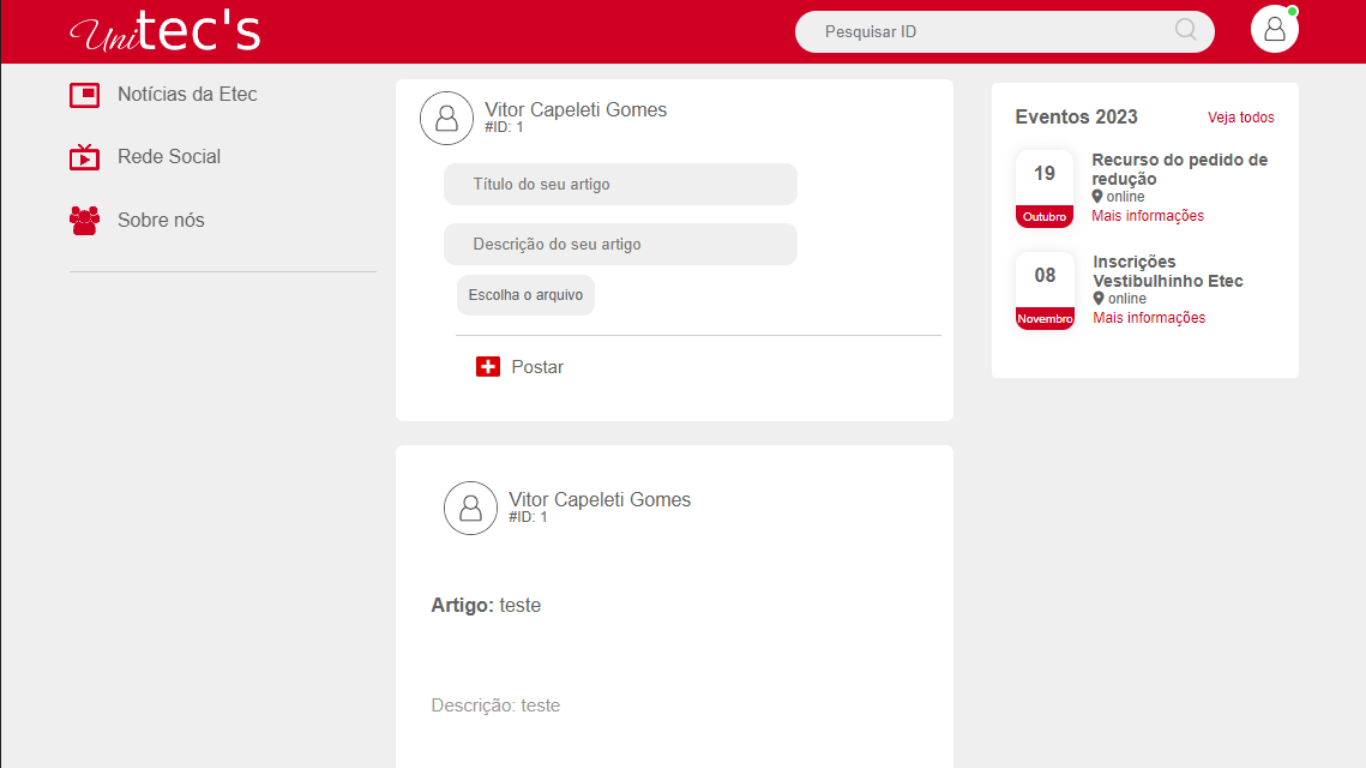 Unitec's
Pesquisar ID
Notícias da Etec
Rede Social
Sobre nós
Vitor Capeleti Gomes
#ID: 1
Título do seu artigo
Descrição do seu artigo
Escolha o arquivo
Postar
Vitor Capeleti Gomes
#ID: 1
Artigo: teste
Descrição: teste
Eventos 2023
Veja todos
19
Outubro
Recurso do pedido de
redução
online
Mais informações
08
Novembro
Inscrições
Vestibulhinho Etec
online
Mais informações